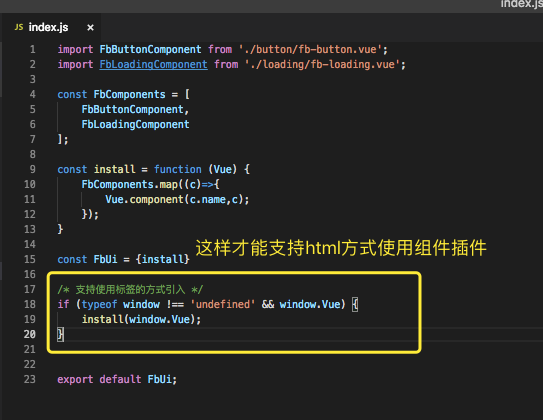 index.js
JS index.js ×
1 import FbButtonComponent from './button/fb-button.vue';
2 import FbLoadingComponent from './loading/fb-loading.vue';
3
4 const FbComponents = [
5 FbButtonComponent,
6 FbLoadingComponent
7 ];
8
9 const install = function (Vue) {
10 FbComponents.map((c)=>{
11 Vue.component(c.name,c);
12 });
13 }
14
这样才能支持html方式使用组件插件
15 const FbUi = {install}
16
17 /* 支持使用标签的方式引入 */
18 if (typeof window !== 'undefined' && window.Vue) {
19 install(window.Vue);
20 }
21
22
23 export default FbUi;